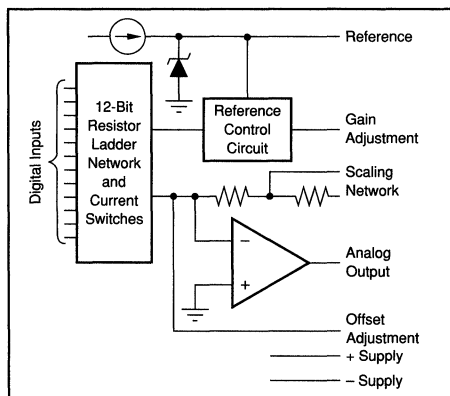 Reference
12-Bit
Resistor
Ladder
Network
and
Current
Switches
Digital Inputs
Reference
Control
Circuit
Gain
Adjustment
Scaling
Network
−
+
Analog
Output
Offset
Adjustment
+ Supply
− Supply